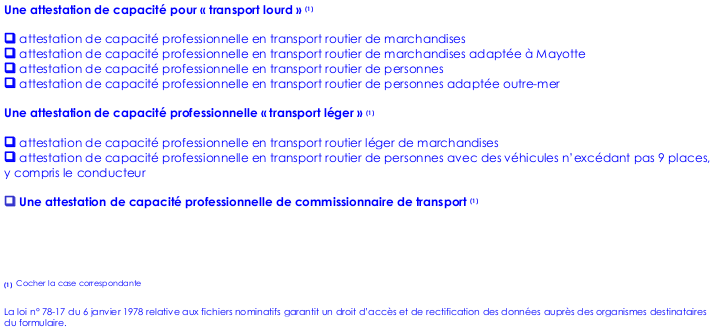 Une attestation de capacité pour « transport lourd » (1)
❑ attestation de capacité professionnelle en transport routier de marchandises
❑ attestation de capacité professionnelle en transport routier de marchandises adaptée à Mayotte
❑ attestation de capacité professionnelle en transport routier de personnes
❑ attestation de capacité professionnelle en transport routier de personnes adaptée outre-mer
Une attestation de capacité professionnelle « transport léger » (1)
❑ attestation de capacité professionnelle en transport routier léger de marchandises
❑ attestation de capacité professionnelle en transport routier de personnes avec des véhicules n'excédant pas 9 places,
y compris le conducteur
❑ Une attestation de capacité professionnelle de commissionnaire de transport (1)
(1) Cocher la case correspondante
La loi n° 78-17 du 6 janvier 1978 relative aux fichiers nominatifs garantit un droit d'accès et de rectification des données auprès des organismes destinataires
du formulaire.